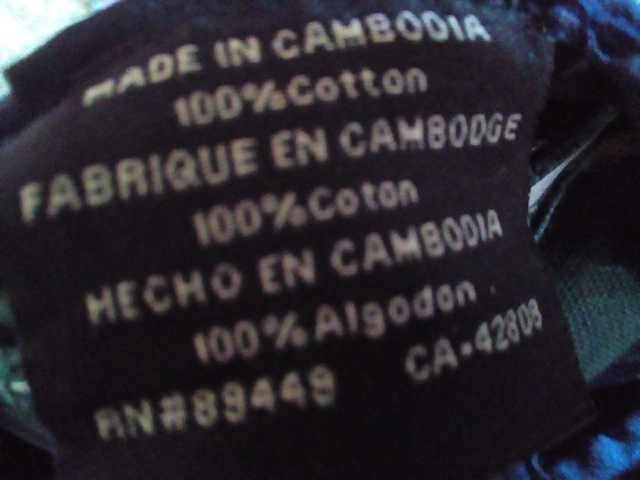 MADE IN CAMBODIA
100%Cotton
FABRIQUE EN CAMBODGE
100%Coton
HECHO EN CAMBODIA
100%Algodon
RN#89449 CA-42808